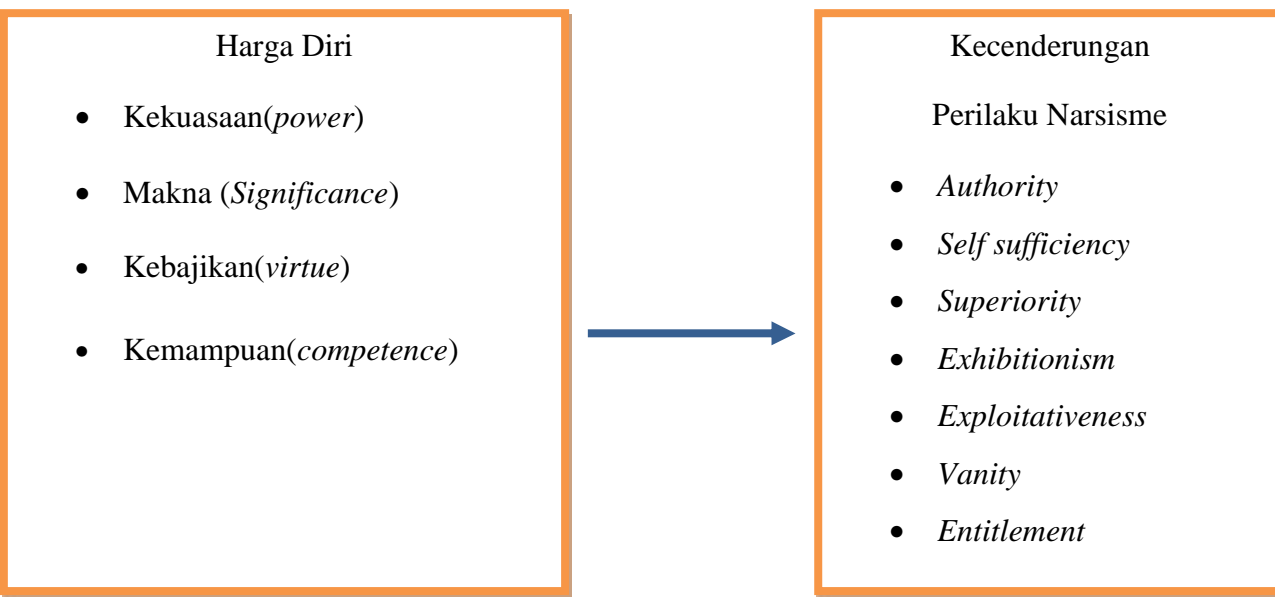 Harga Diri
• Kekuasaan(power)
• Makna (Significance)
• Kebajikan(virtue)
• Kemampuan(competence)
Kecenderungan
Perilaku Narsisme
• Authority
• Self sufficiency
• Superiority
• Exhibitionism
• Exploitativeness
• Vanity
• Entitlement